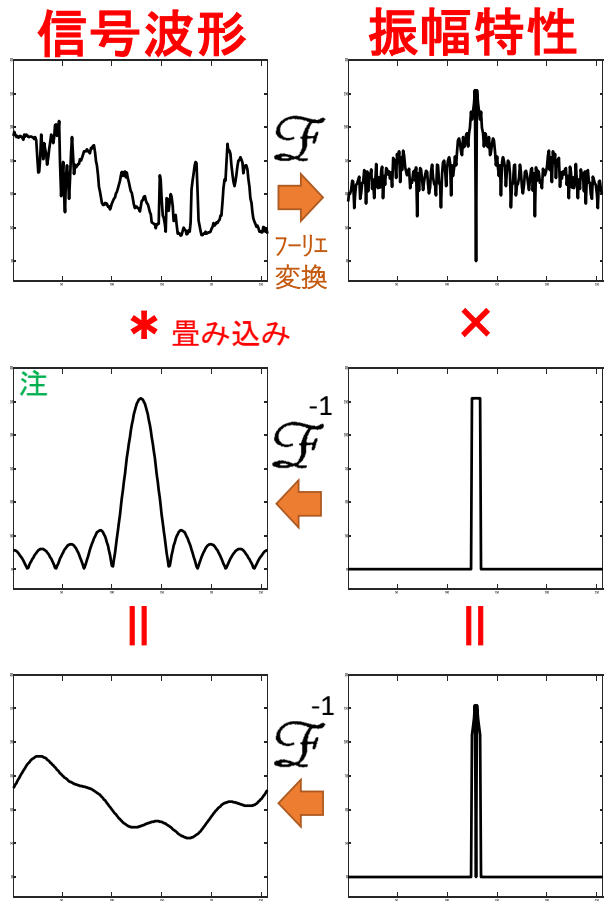 信号波形
振幅特性
ℱ
フーリエ
変換
* 畳み込み
×
注
ℱ-1
=
=
ℱ-1